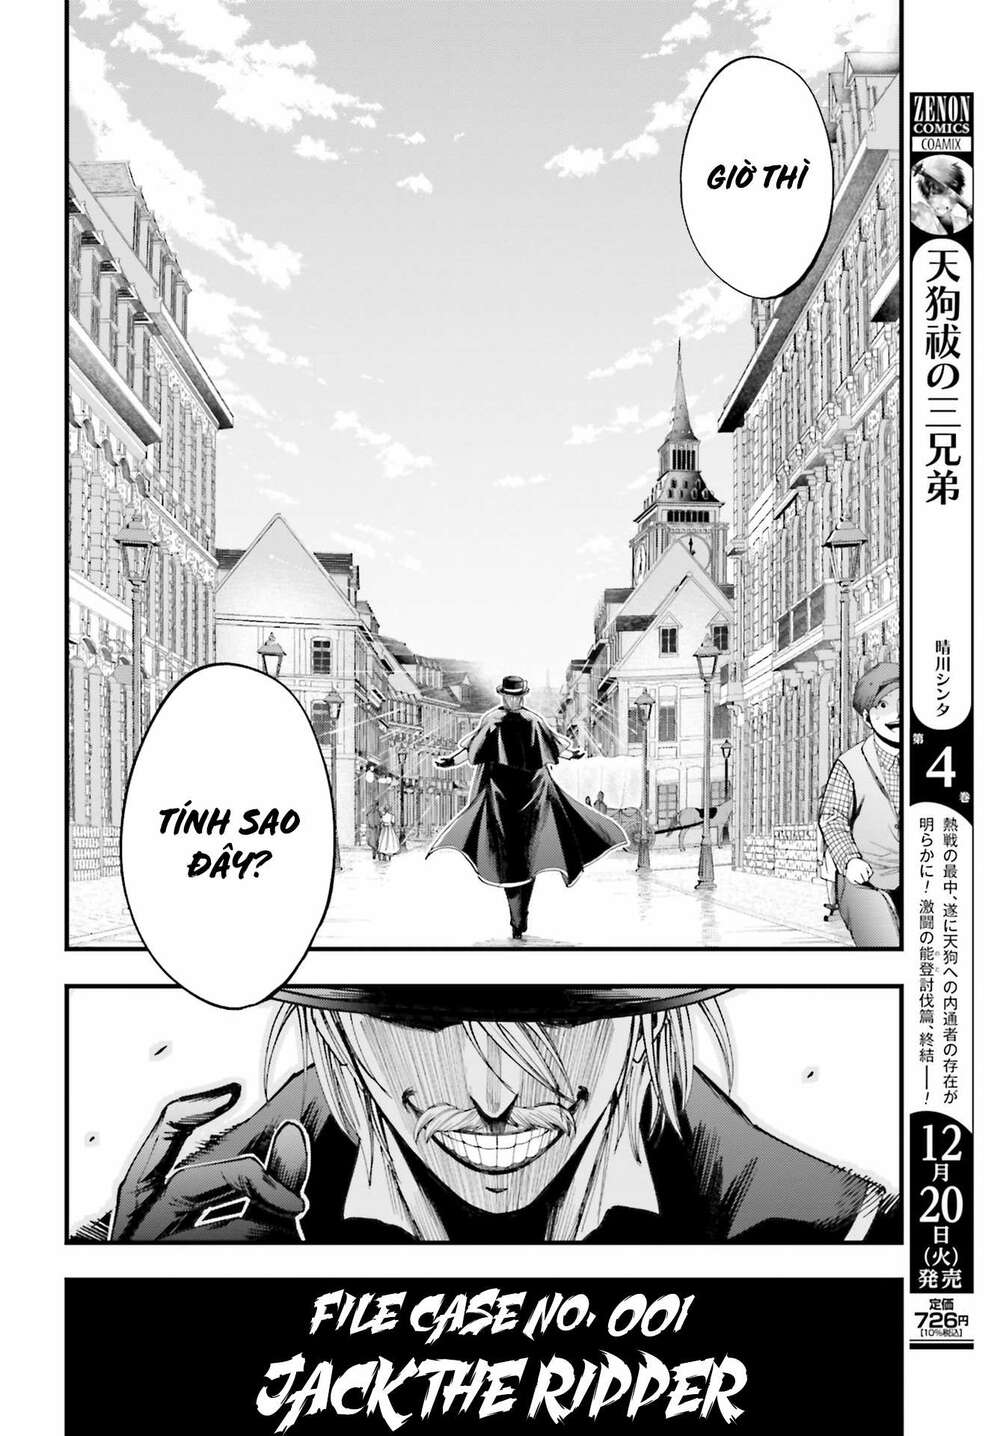 GIỜ THÌ
TÍNH SAO
ĐÂY?
FILE CASE NO. 001
JACK THE RIPPER
ZENON
COMICS
COAMIX
天狗祓の三兄弟
晴川シンタ
第4巻
熱戦の最中、遂に天狗への内通者の存在が
明らかに！激闘の能登討伐篇、終結――！
12月20日(火)発売
定価
726円
[10%税込]